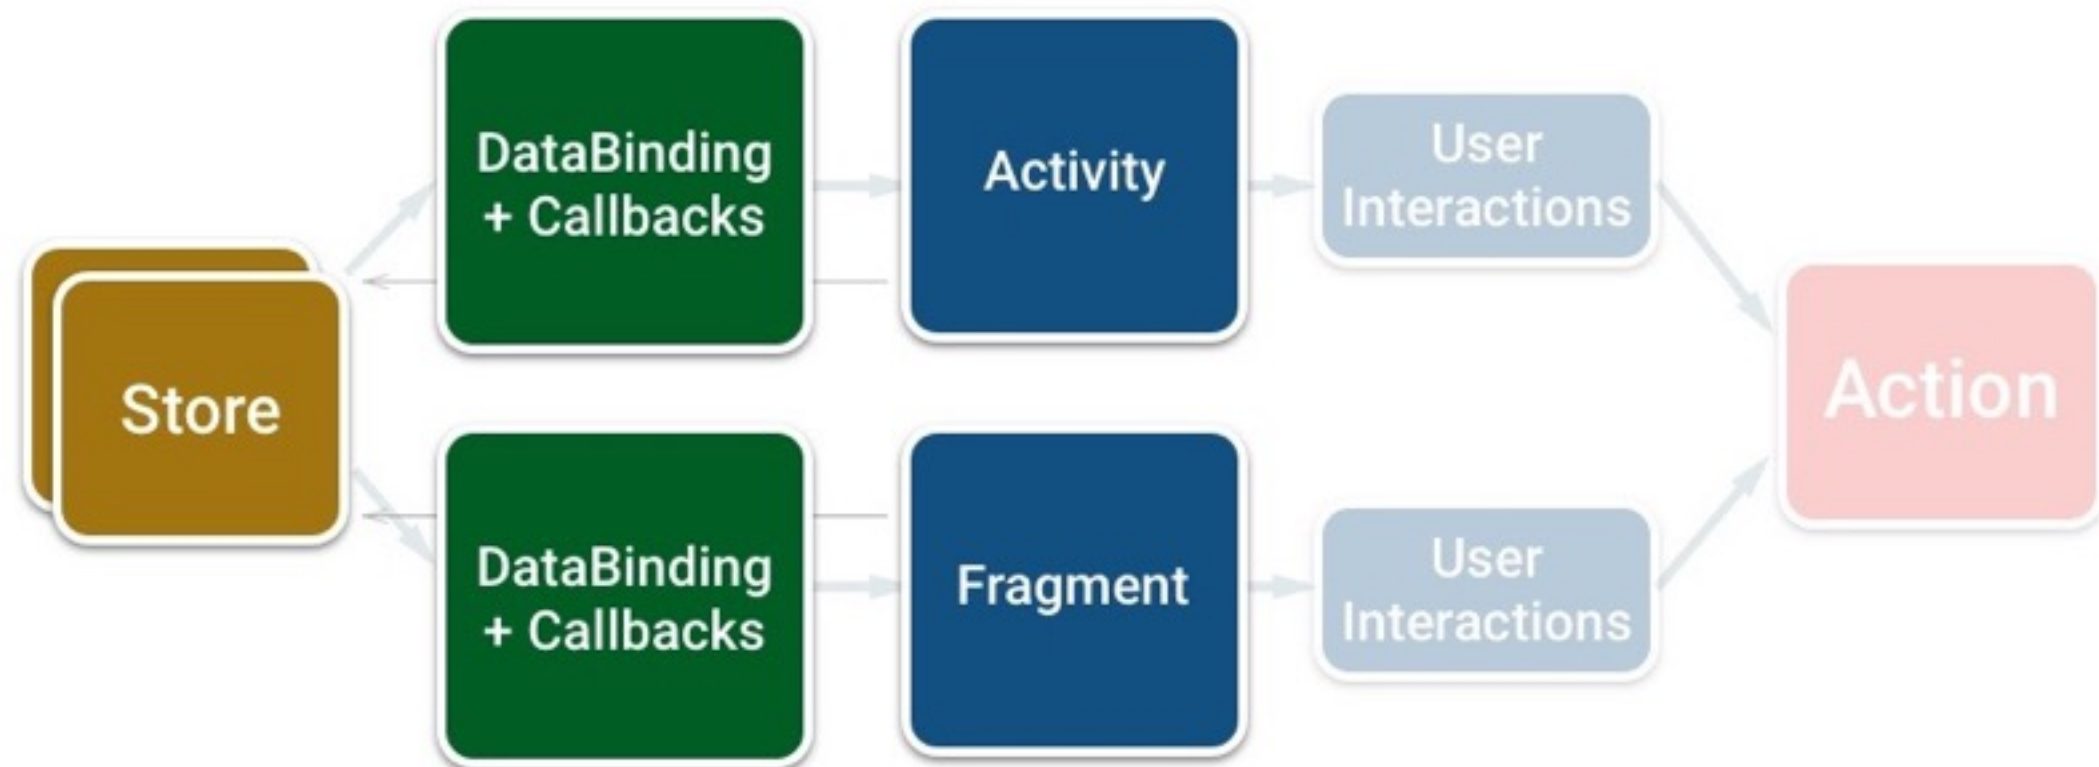 DataBinding
+ Callbacks
Activity
User
Interactions
Store
Action
DataBinding
+ Callbacks
Fragment
User
Interactions